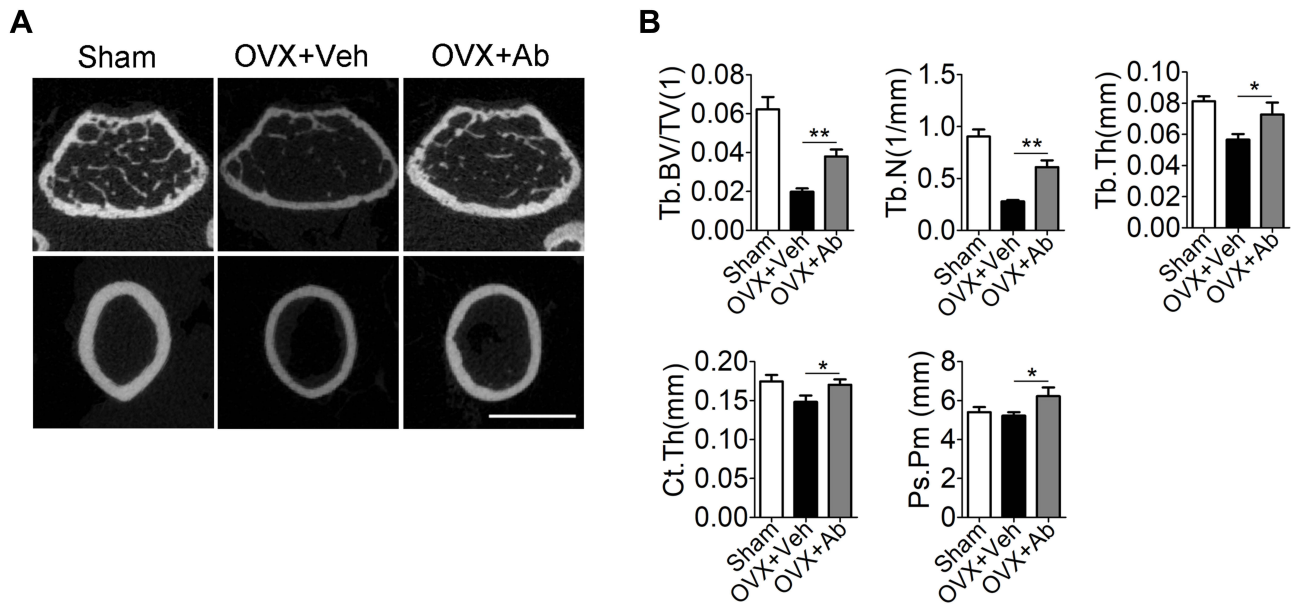 A
Sham
OVX+Veh
OVX+Ab
B
Tb.BV/TV(1)
0.08
0.06
0.04
0.02
0.00
**
Sham
OVX+Veh
OVX+Ab
Tb.N(1/mm)
1.5
1.0
0.5
0.0
**
Sham
OVX+Veh
OVX+Ab
Tb.Th(mm)
0.10
0.08
0.06
0.04
0.02
0.00
*
Sham
OVX+Veh
OVX+Ab
Ct.Th(mm)
0.20
0.15
0.10
0.05
0.00
*
Sham
OVX+Veh
OVX+Ab
Ps.Pm (mm)
8
6
4
2
0
*
Sham
OVX+Veh
OVX+Ab